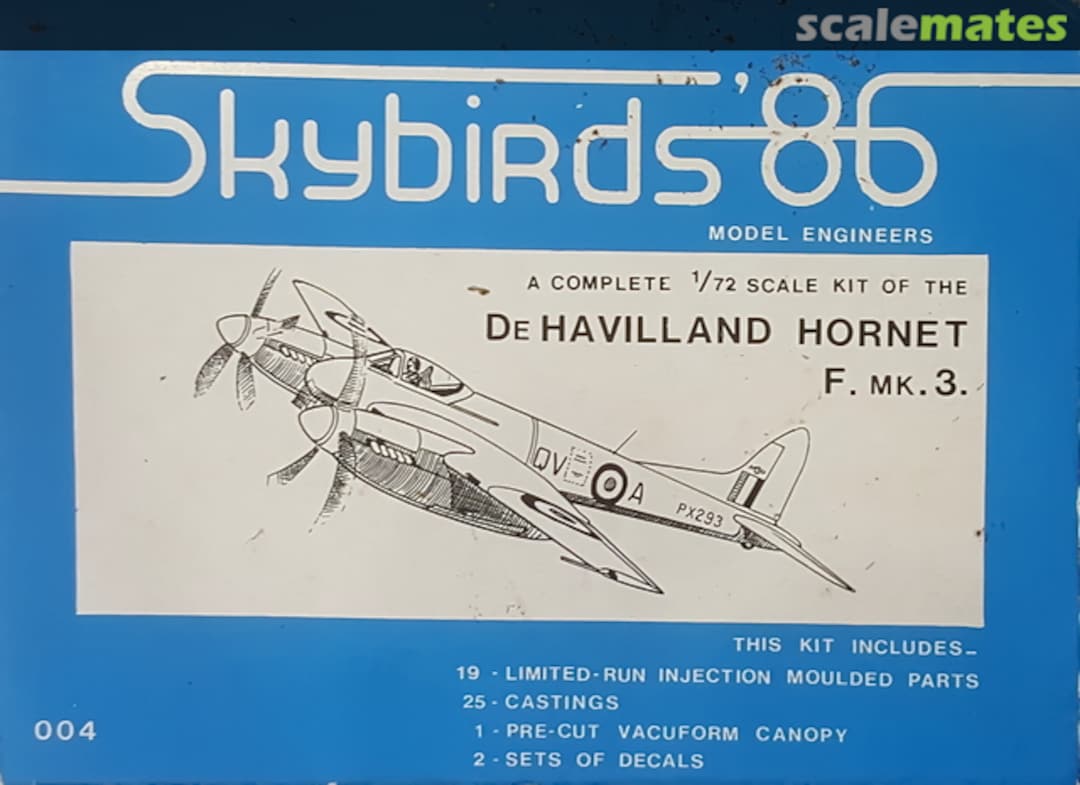 scalemates
Skybirds '86
MODEL ENGINEERS
A COMPLETE 1/72 SCALE KIT OF THE
DE HAVILLAND HORNET
F. MK. 3.
QV A
PX293
THIS KIT INCLUDES–
19 - LIMITED-RUN INJECTION MOULDED PARTS
25 - CASTINGS
1 - PRE-CUT VACUFORM CANOPY
2 - SETS OF DECALS
004